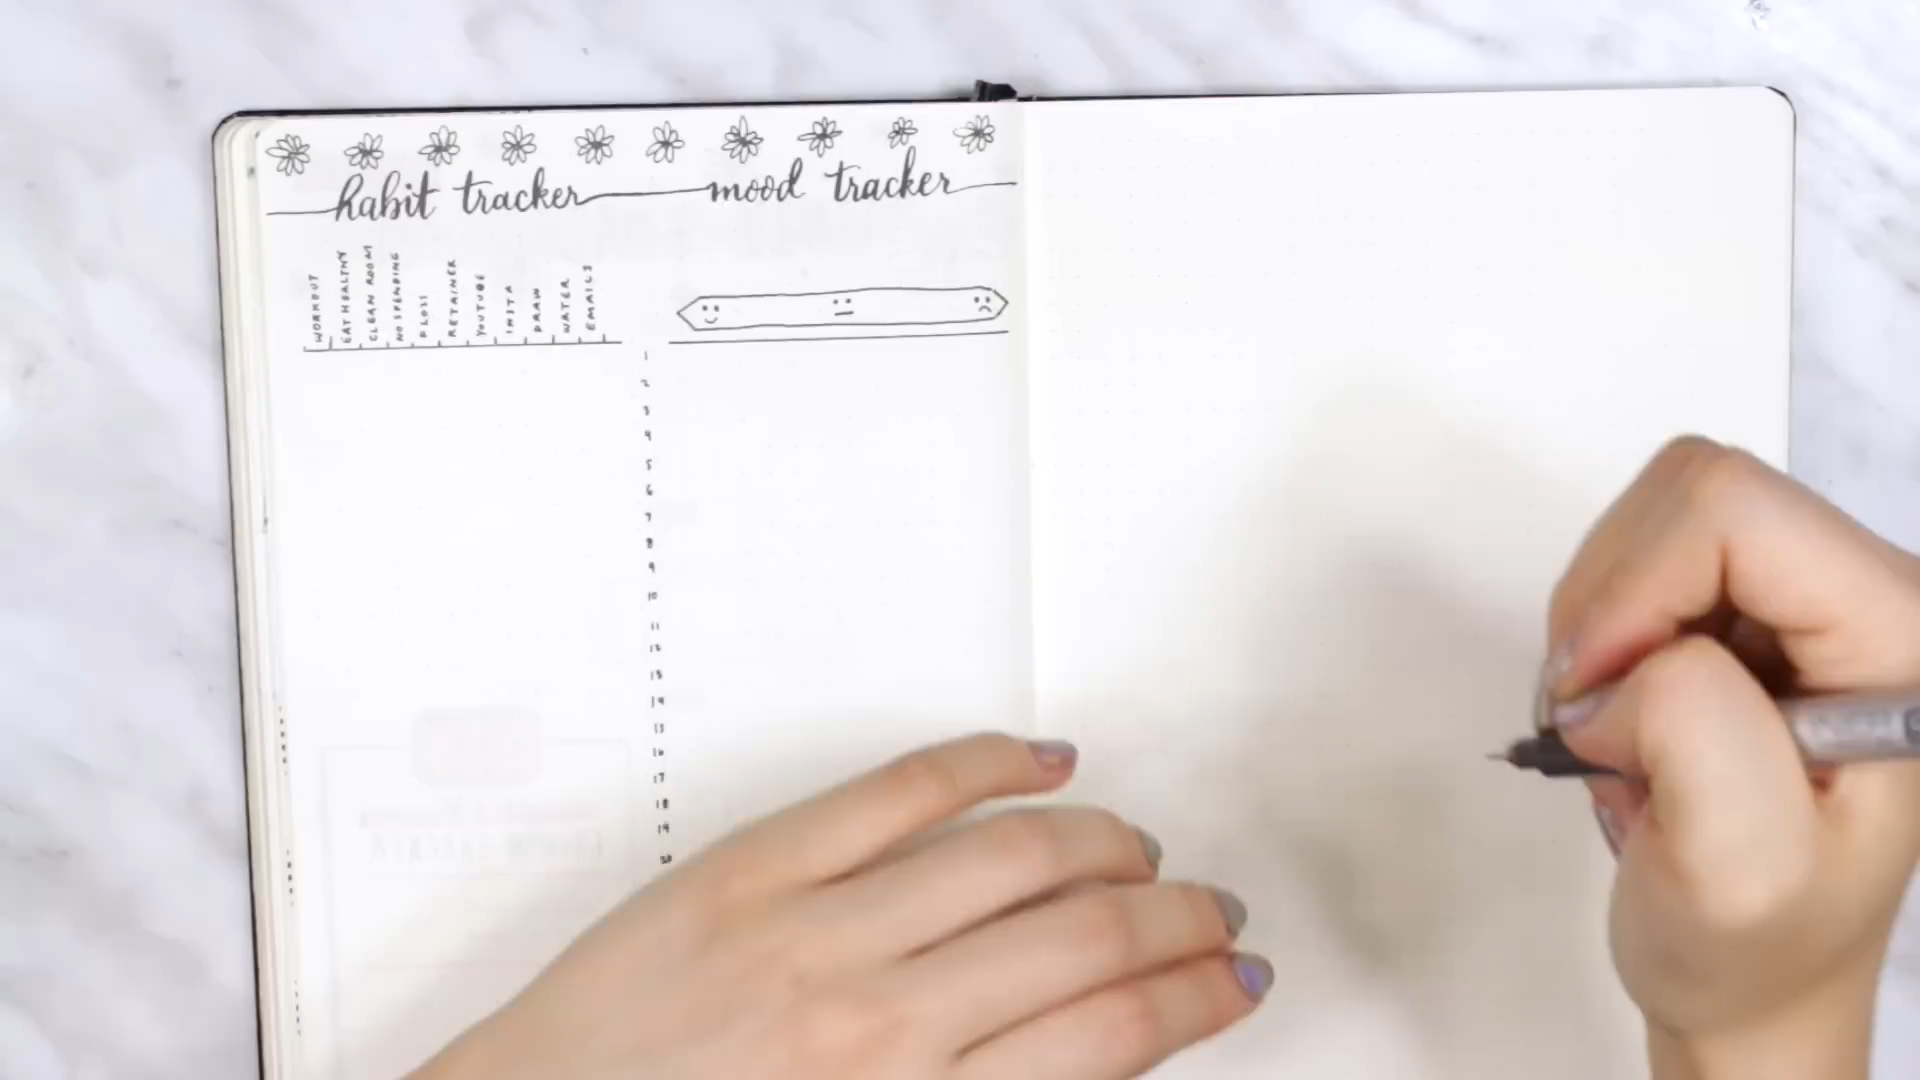 habit tracker mood tracker
WORKOUT
EAT HEALTHY
CLEAN ROOM
NO SPENDING
FLOSS
RETAINER
YOUTUBE
INSTA
DRAW
WATER
EMAILS
1
2
3
4
5
6
7
8
9
10
11
12
13
14
15
16
17
18
19
20